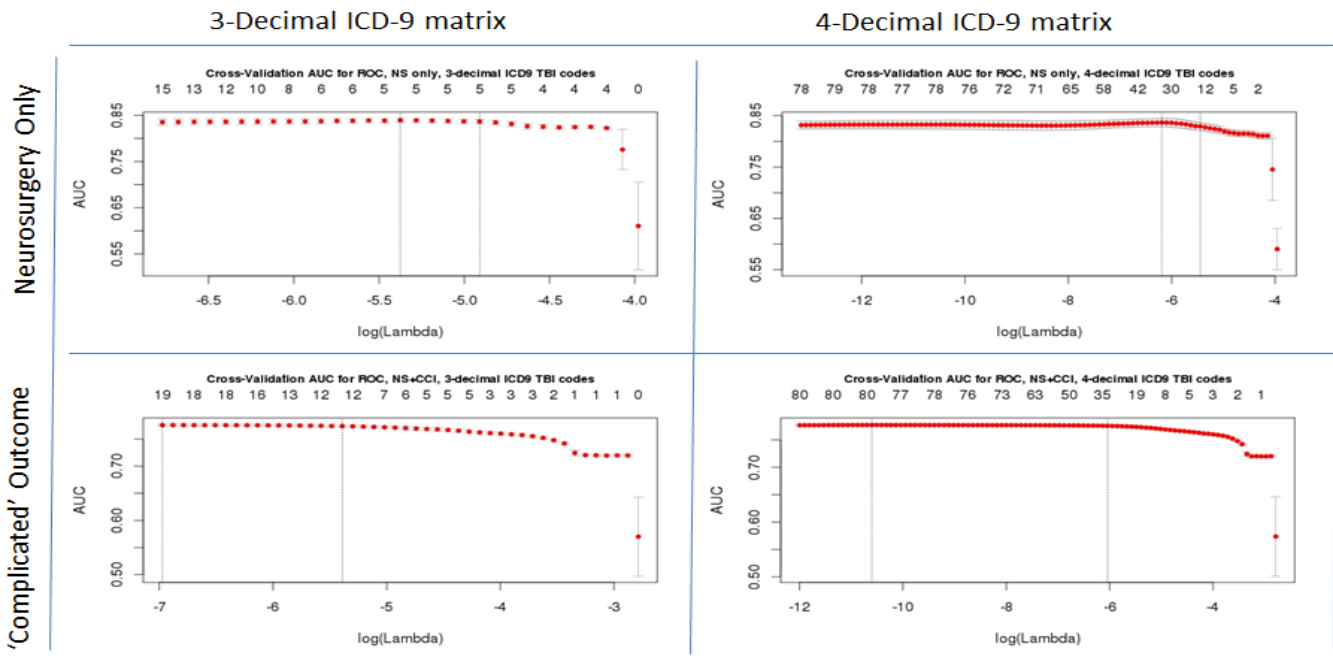 3-Decimal ICD-9 matrix
4-Decimal ICD-9 matrix
Neurosurgery Only
Cross-Validation AUC for ROC, NS only, 3-decimal ICD9 TBI codes
15 13 12 10 8 6 6 6 5 5 5 5 4 4 4 0
AUC
0.85
0.75
0.65
0.55
-6.5 -6.0 -5.5 -5.0 -4.5 -4.0
log(Lambda)
Cross-Validation AUC for ROC, NS only, 4-decimal ICD9 TBI codes
78 79 78 77 78 76 72 71 65 58 42 30 12 5 2
AUC
0.85
0.75
0.65
0.55
-12 -10 -8 -6 -4
log(Lambda)
'Complicated' Outcome
Cross-Validation AUC for ROC, NS+CCI, 3-decimal ICD9 TBI codes
19 18 18 16 13 12 12 7 6 5 5 5 3 3 2 1 1 1 0
AUC
0.70
0.60
0.50
-7 -6 -5 -4 -3
log(Lambda)
Cross-Validation AUC for ROC, NS+CCI, 4-decimal ICD9 TBI codes
80 80 80 77 78 76 73 63 50 35 19 8 5 3 2 1
AUC
0.70
0.60
0.50
-12 -10 -8 -6 -4
log(Lambda)